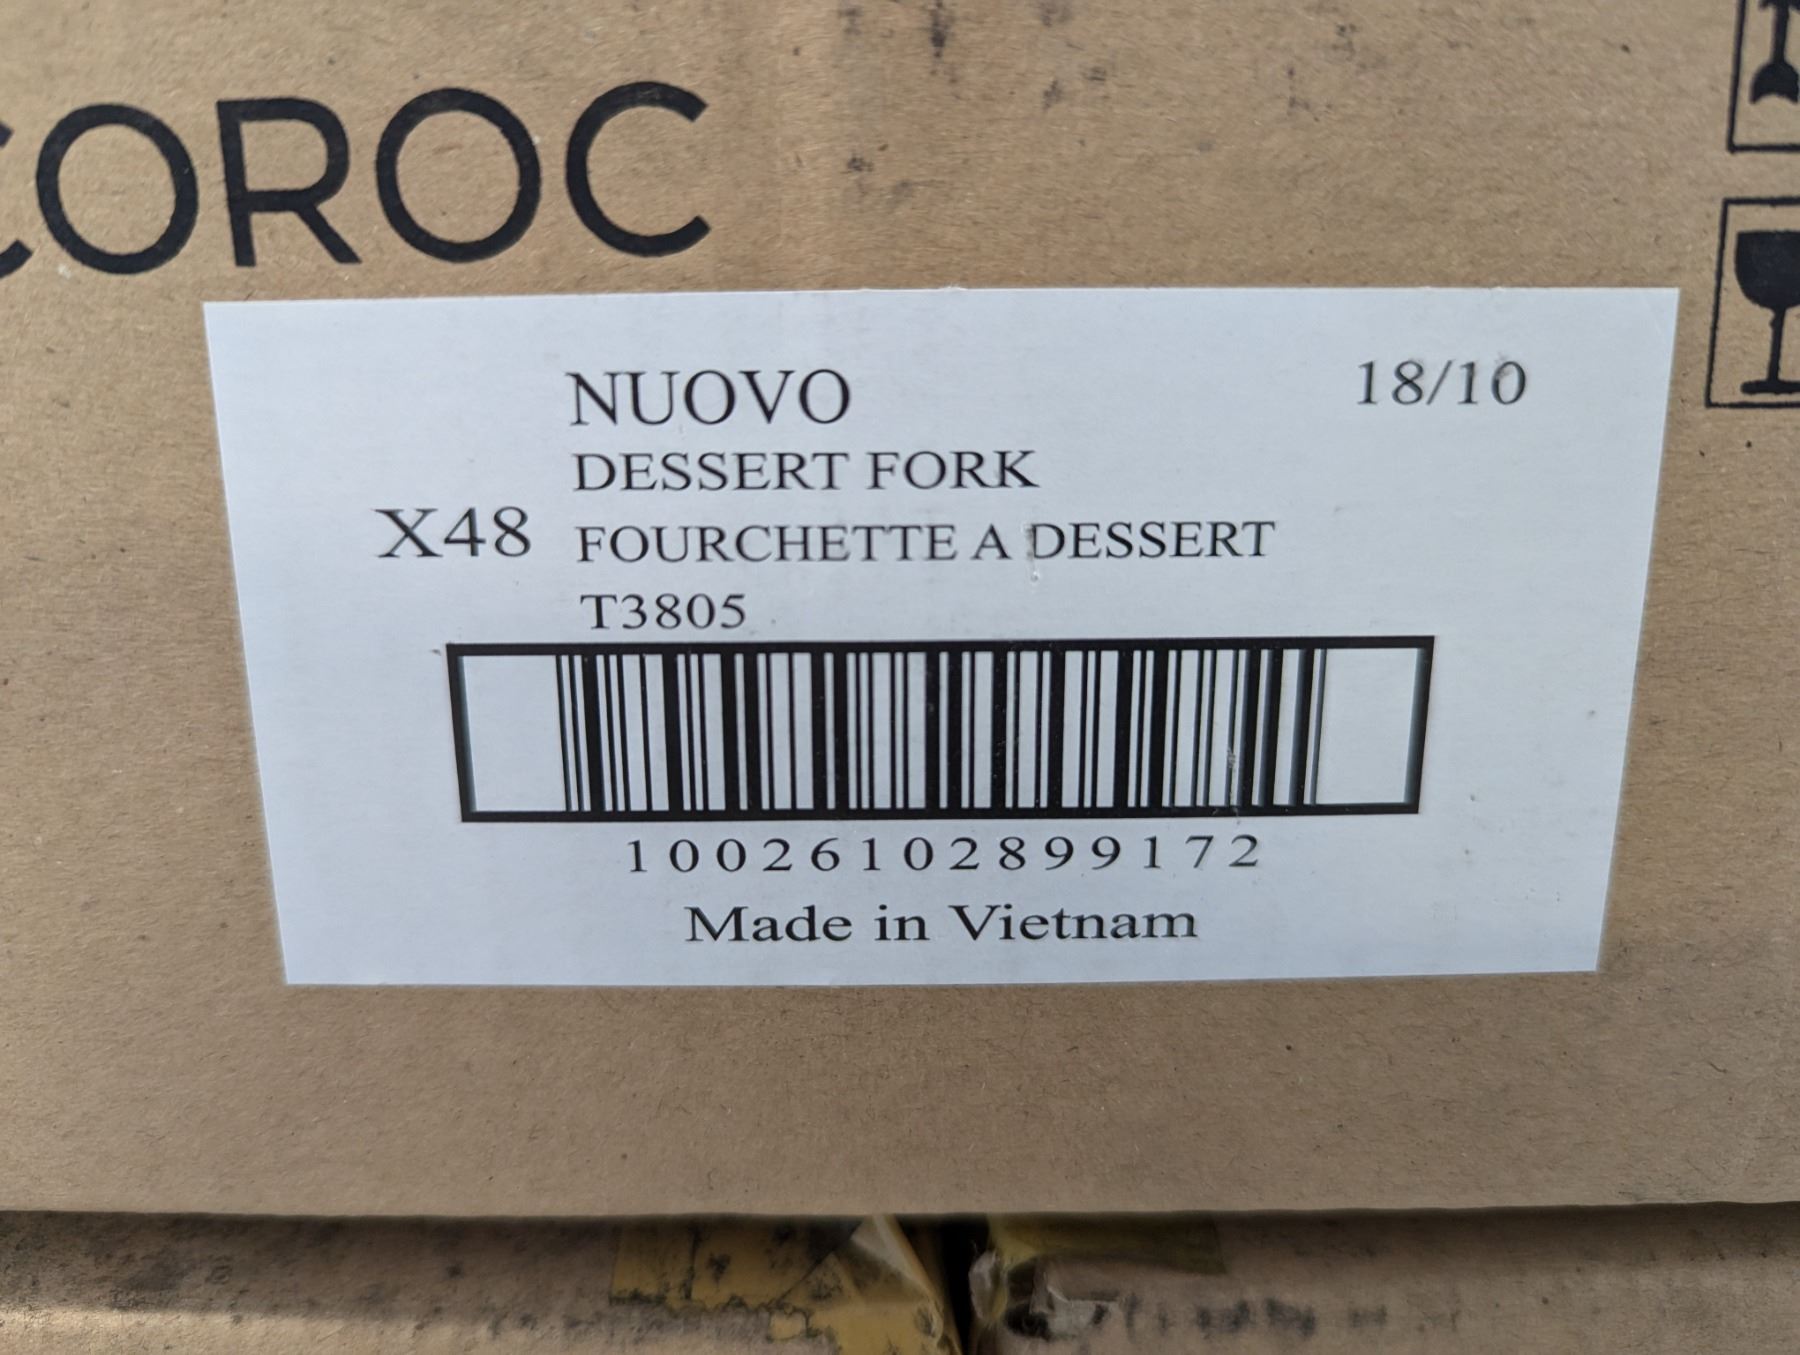 COROC
NUOVO
18/10
DESSERT FORK
X48
FOURCHETTE A DESSERT
T3805
10026102899172
Made in Vietnam